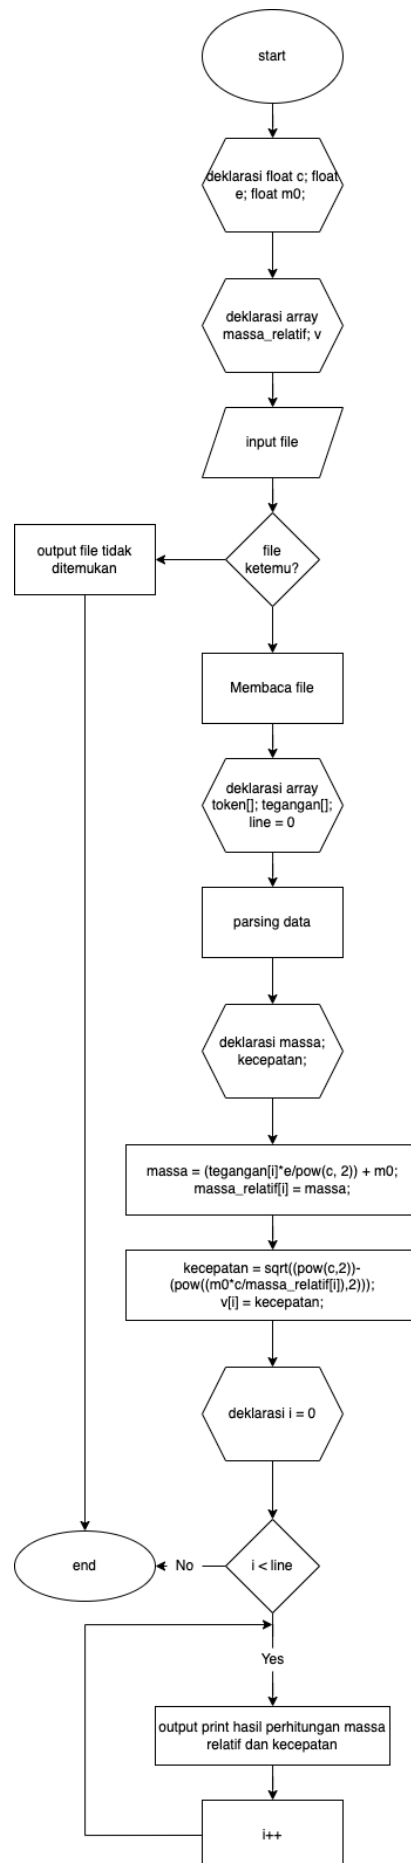 start
deklarasi float c; float
e; float m0;
deklarasi array
massa_relatif; v
input file
output file tidak
ditemukan
file
ketemu?
Membaca file
deklarasi array
token[]; tegangan[];
line = 0
parsing data
deklarasi massa;
kecepatan;
massa = (tegangan[i]*e/pow(c, 2)) + m0;
massa_relatif[i] = massa;
kecepatan = sqrt((pow(c,2))-
(pow((m0*c/massa_relatif[i]),2)));
v[i] = kecepatan;
deklarasi i = 0
end
No
i < line
Yes
output print hasil perhitungan massa
relatif dan kecepatan
i++